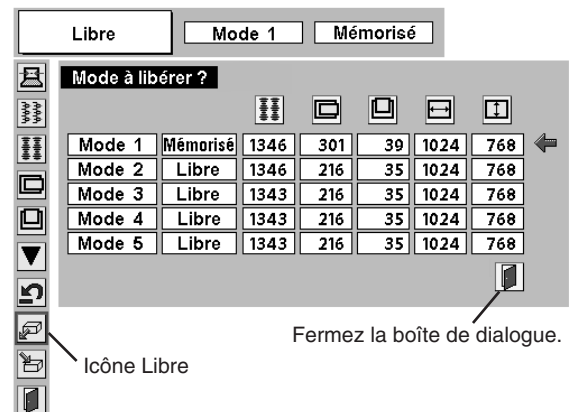 Libre Mode 1 Mémorisé
Mode à libérer ?
Mode 1 Mémorisé 1346 301 39 1024 768
Mode 2 Libre 1346 216 35 1024 768
Mode 3 Libre 1343 216 35 1024 768
Mode 4 Libre 1343 216 35 1024 768
Mode 5 Libre 1343 216 35 1024 768
Fermez la boîte de dialogue.
Icône Libre